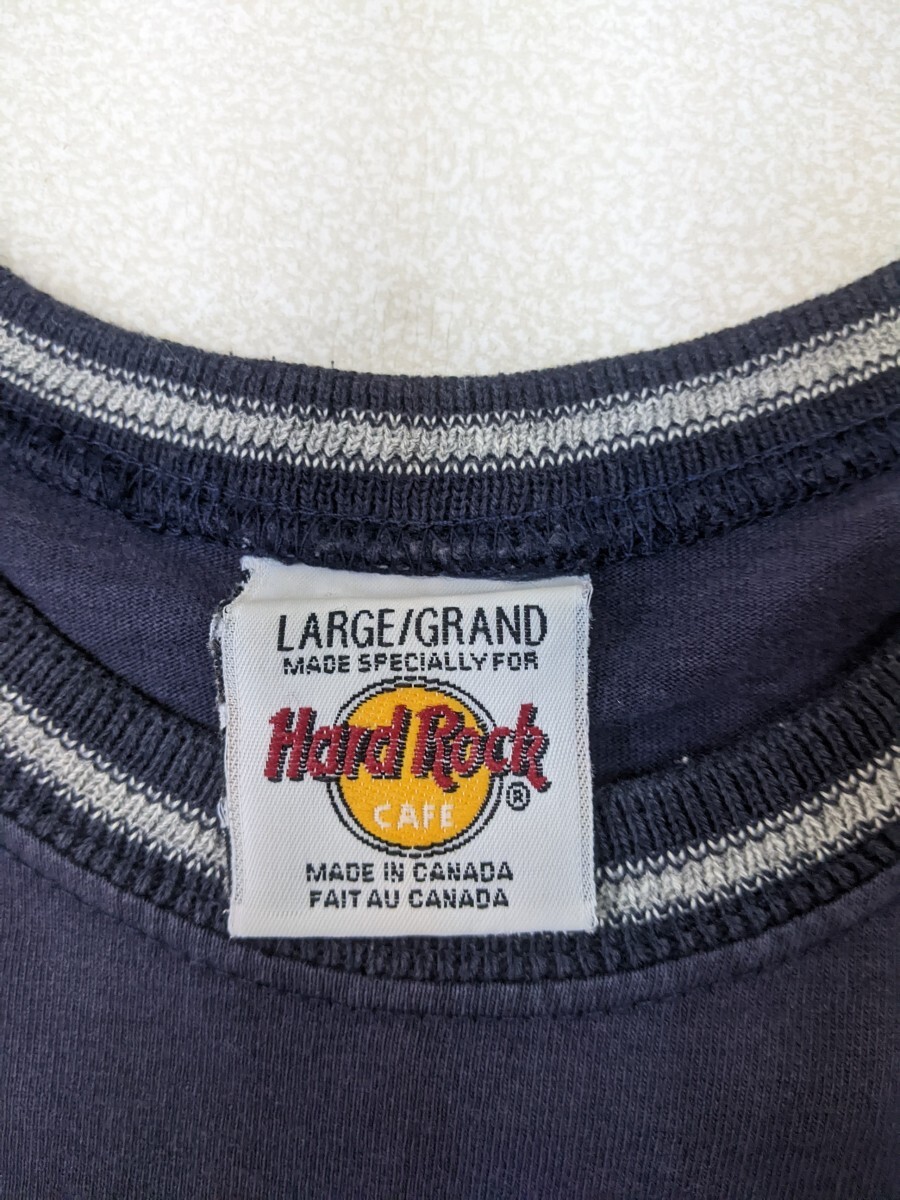 LARGE/GRAND
MADE SPECIALLY FOR
Hard Rock
®
CAFE
MADE IN CANADA
FAIT AU CANADA